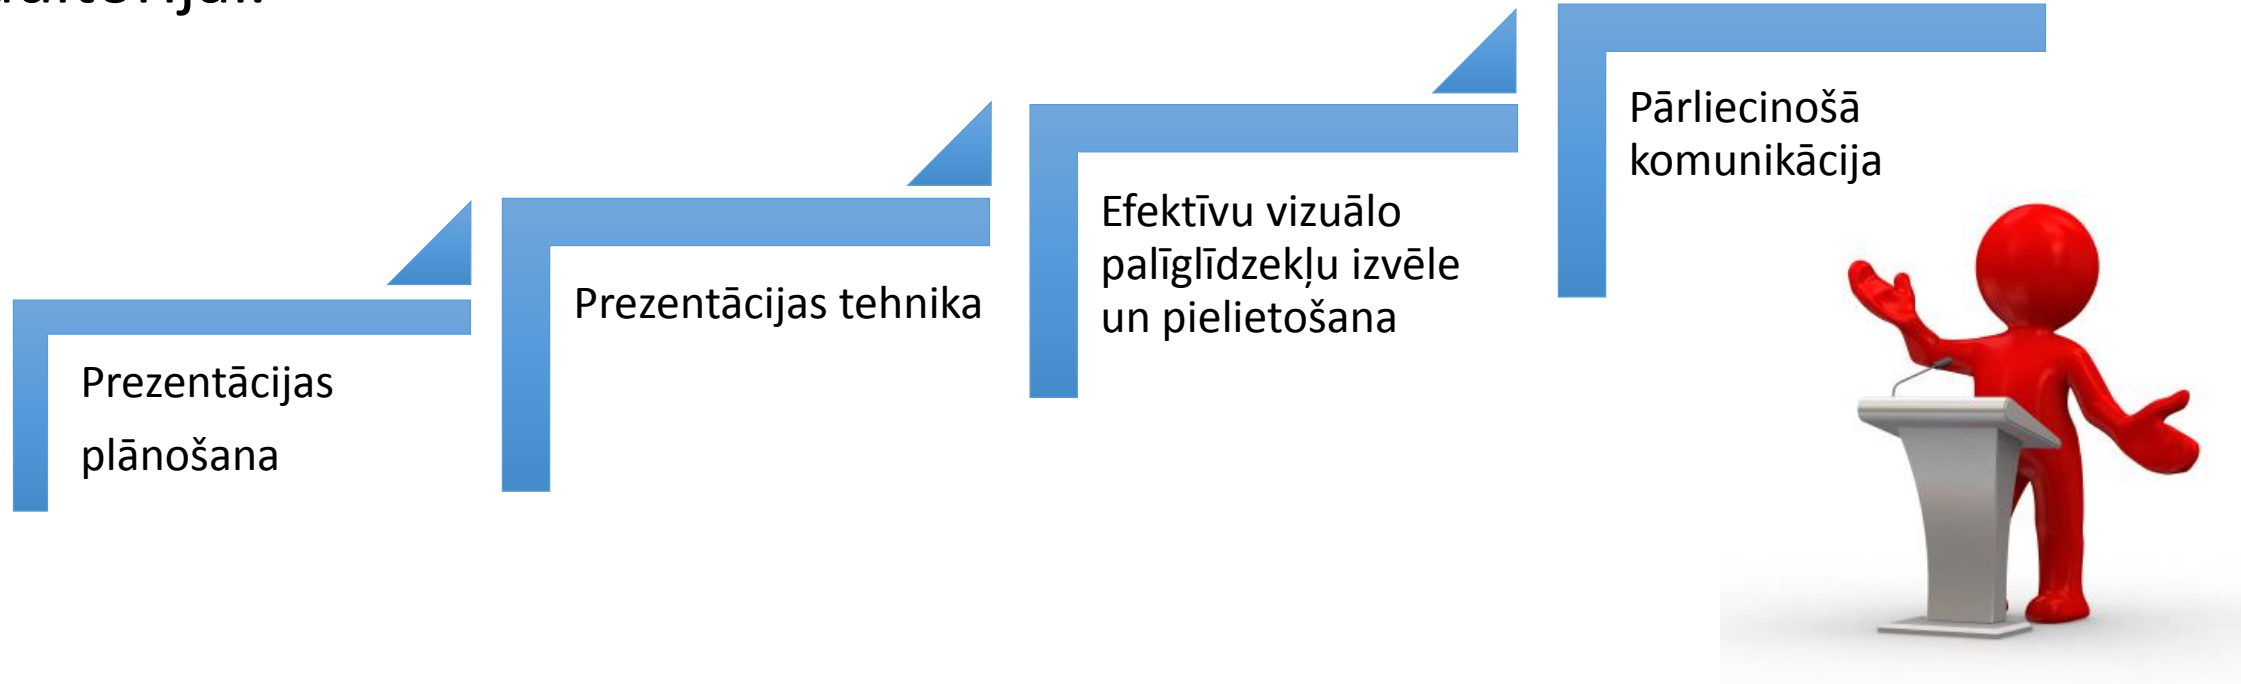 Prezentācijas
plānošana
Prezentācijas tehnika
Efektīvu vizuālo
palīglīdzekļu izvēle
un pielietošana
Pārliecinošā
komunikācija